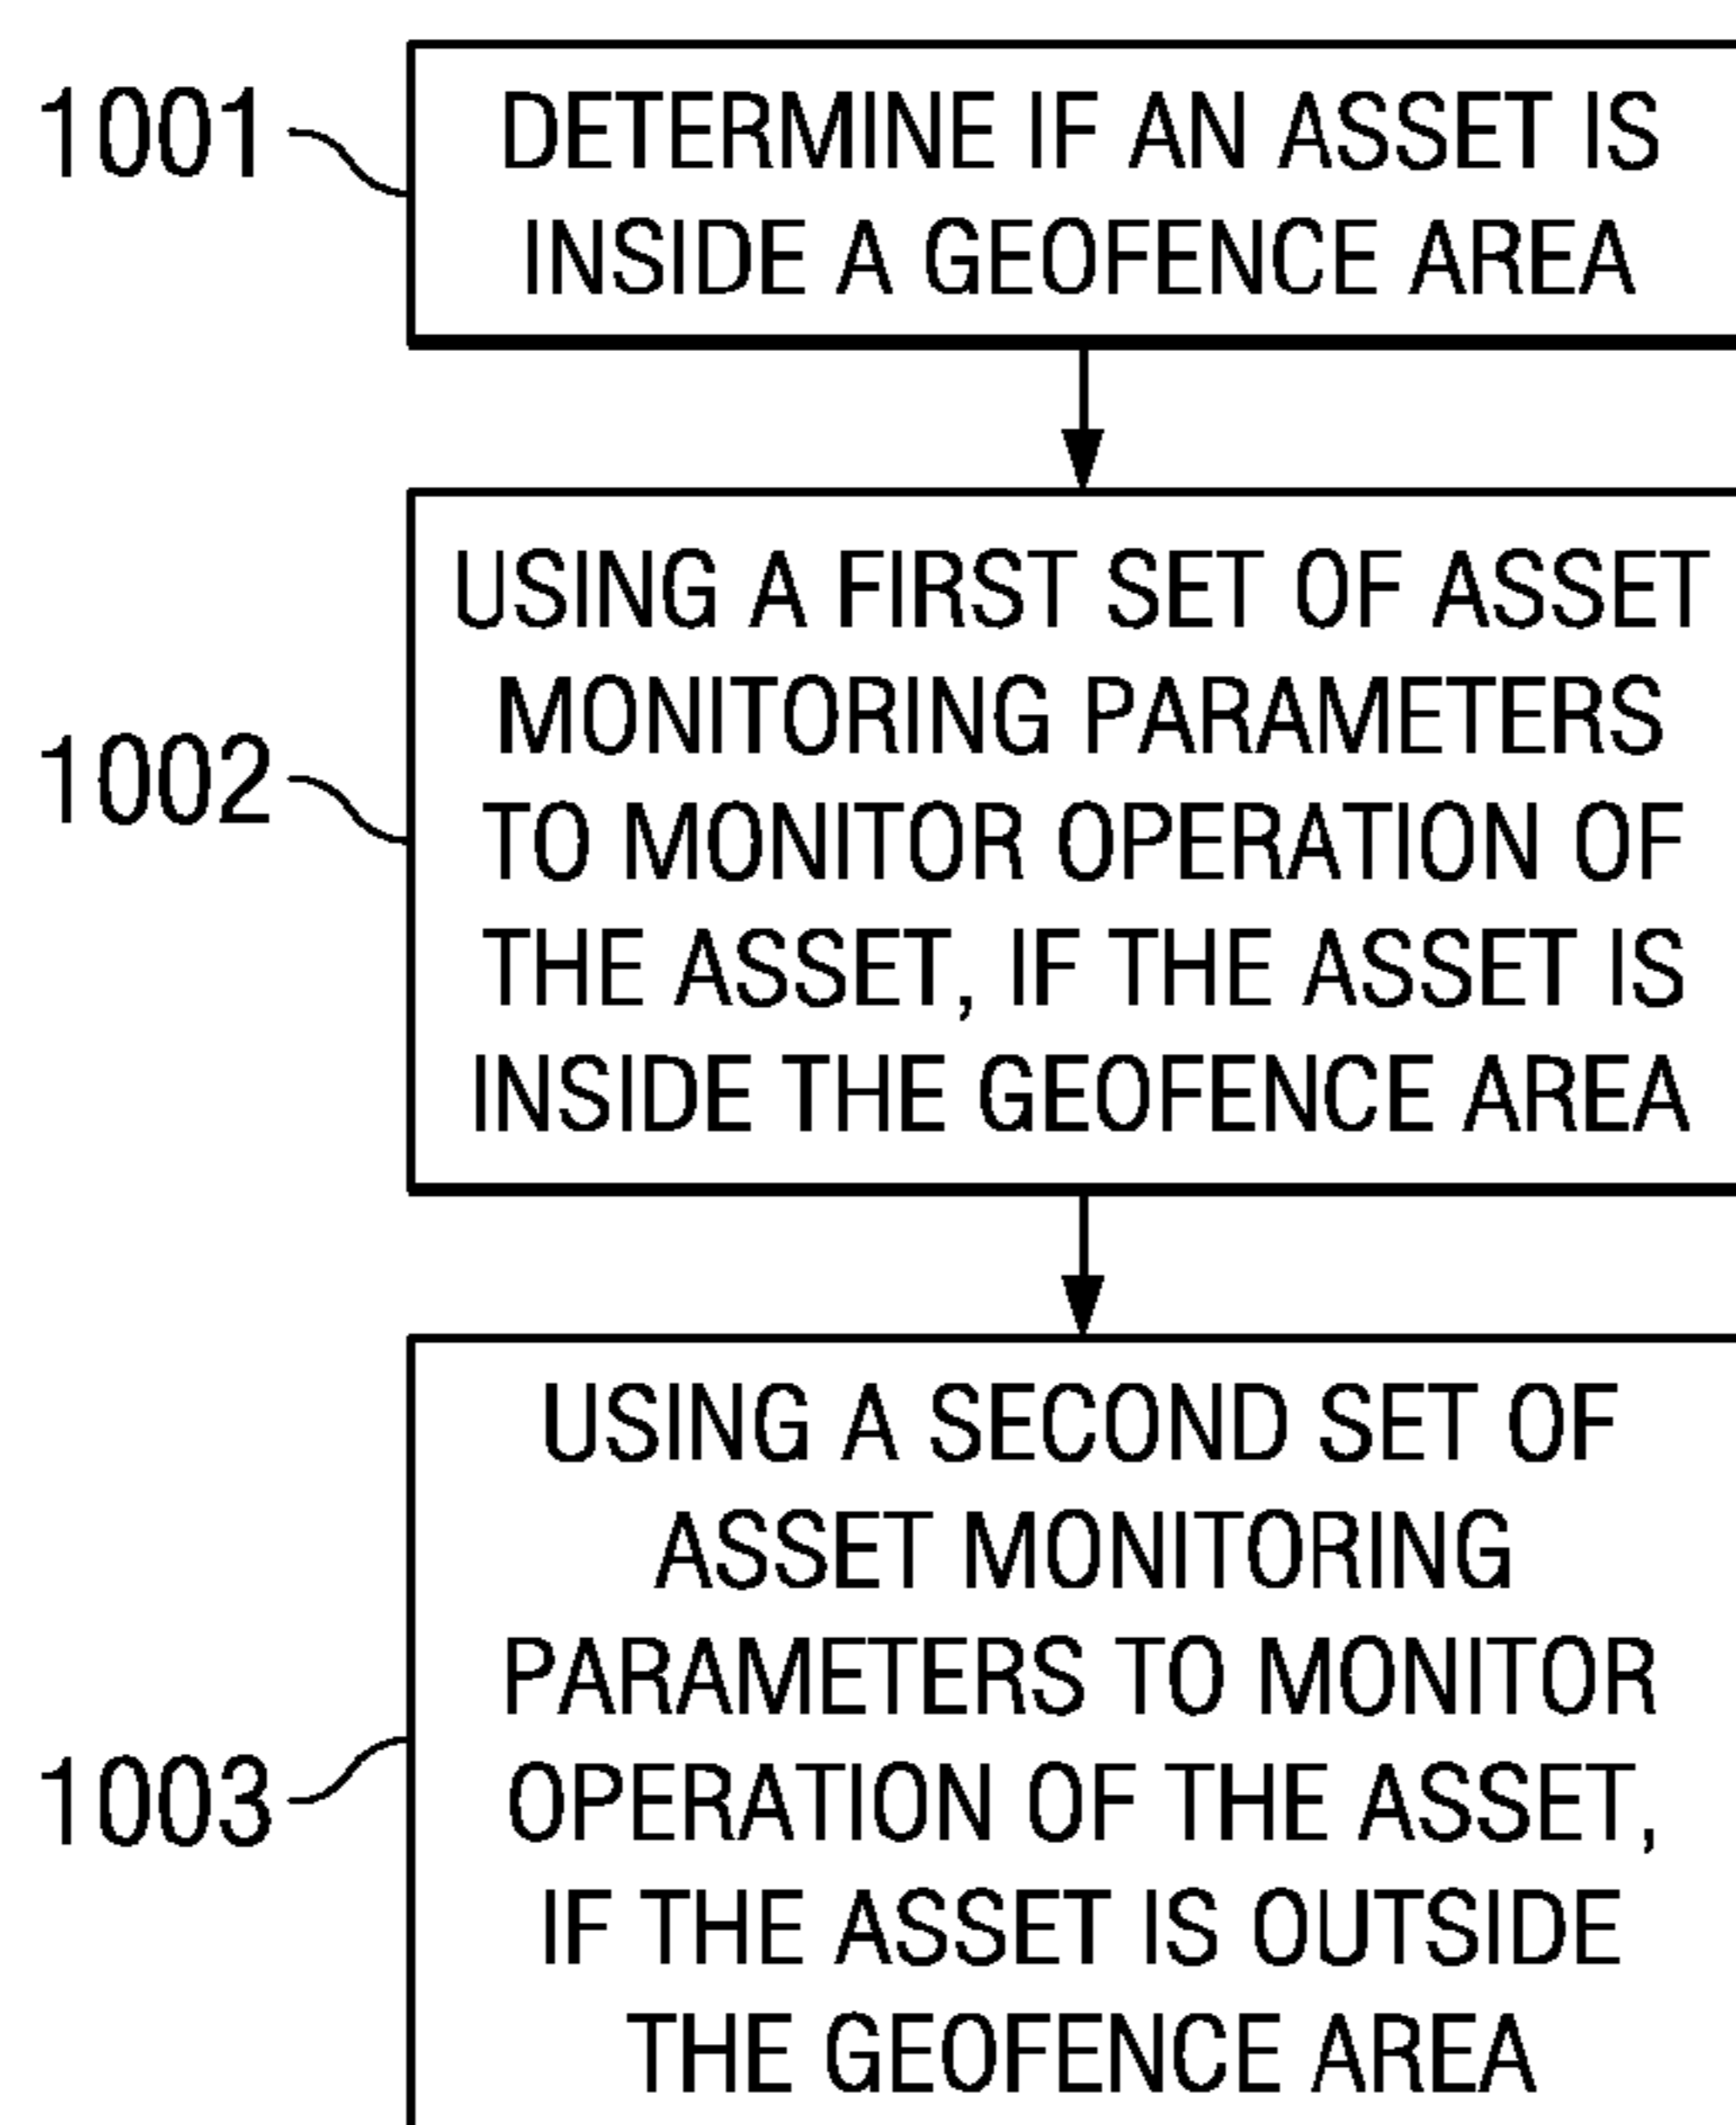 1001
DETERMINE IF AN ASSET IS
INSIDE A GEOFENCE AREA
1002
USING A FIRST SET OF ASSET
MONITORING PARAMETERS
TO MONITOR OPERATION OF
THE ASSET, IF THE ASSET IS
INSIDE THE GEOFENCE AREA
1003
USING A SECOND SET OF
ASSET MONITORING
PARAMETERS TO MONITOR
OPERATION OF THE ASSET,
IF THE ASSET IS OUTSIDE
THE GEOFENCE AREA